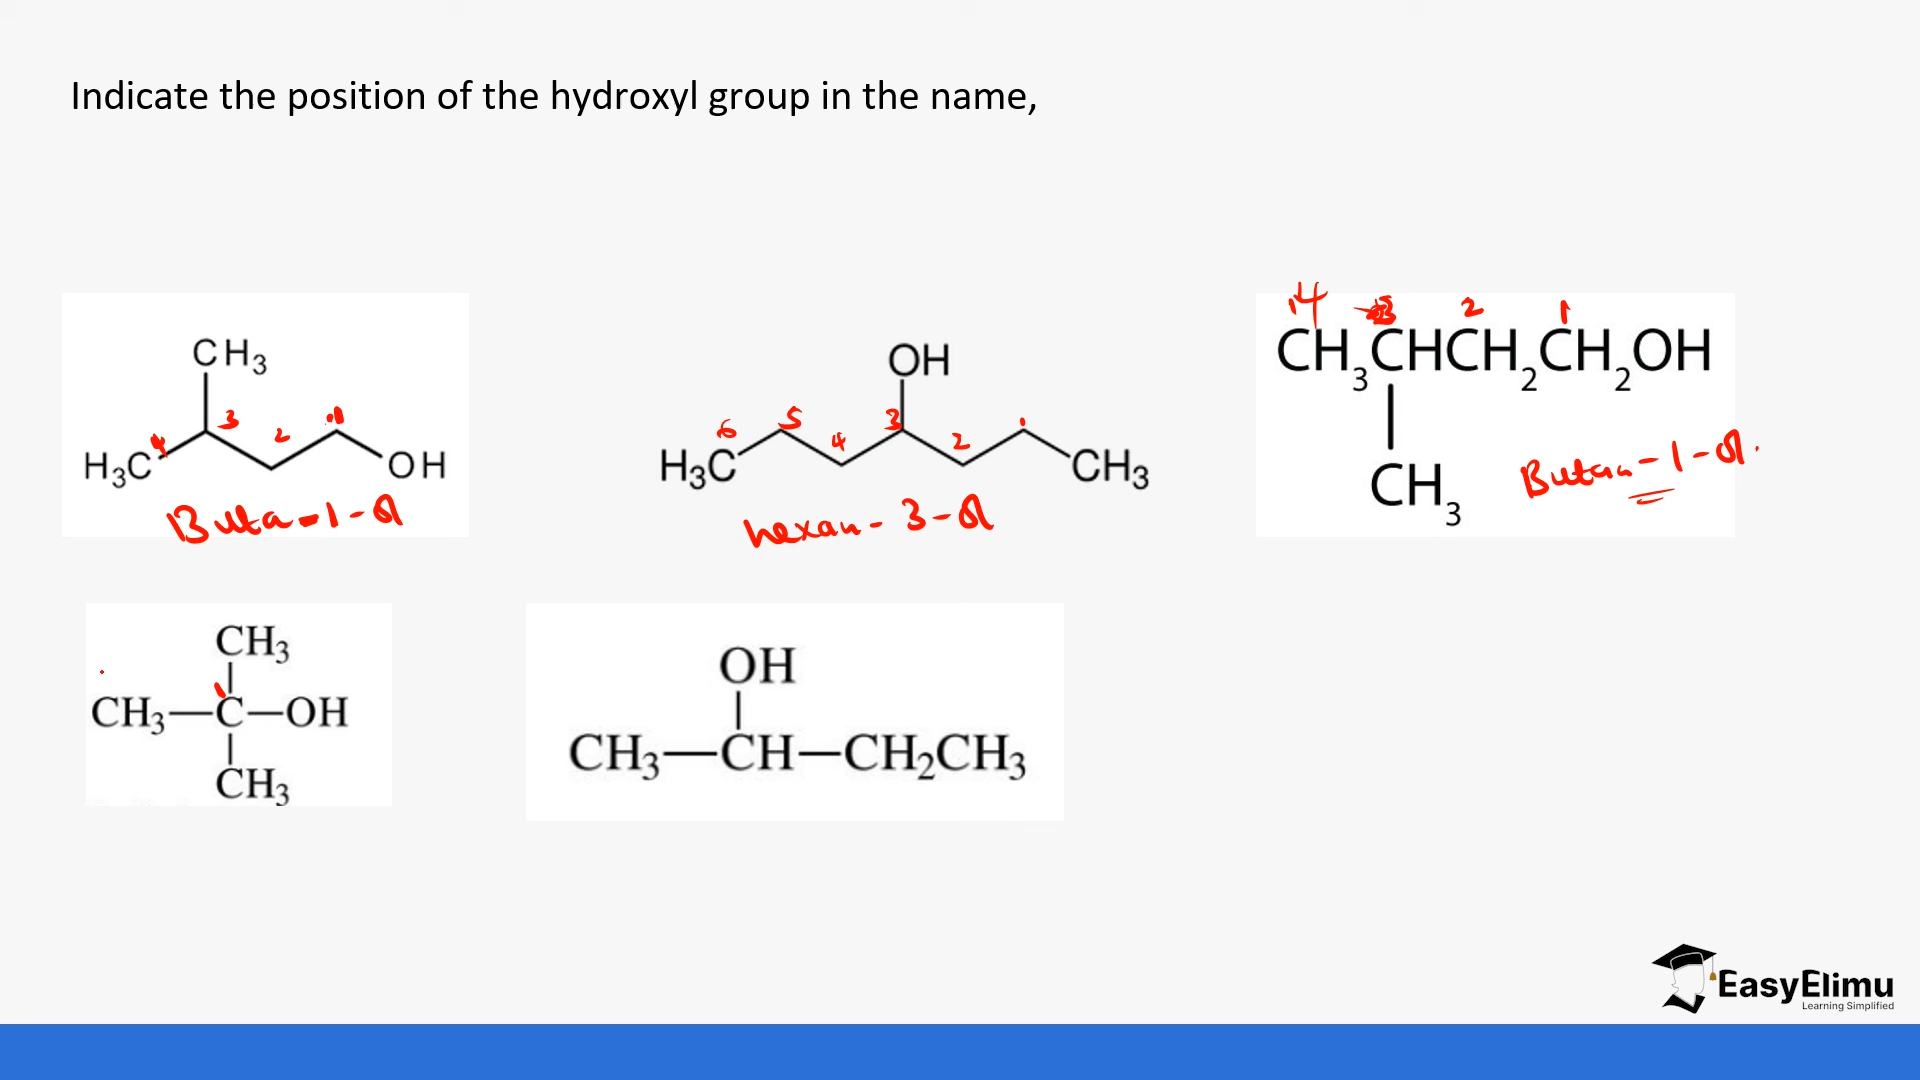 Indicate the position of the hydroxyl group in the name,
CH3
4 3 2 1
H3C OH
Buta-1-ol
OH
6 5 4 3 2
H3C CH3
hexan-3-ol
4 3 2 1
CH3CHCH2CH2OH
CH3
Butan-1-ol.
CH3
CH3—C—OH
CH3
OH
CH3—CH—CH2CH3
EasyElimu
Learning Simplified